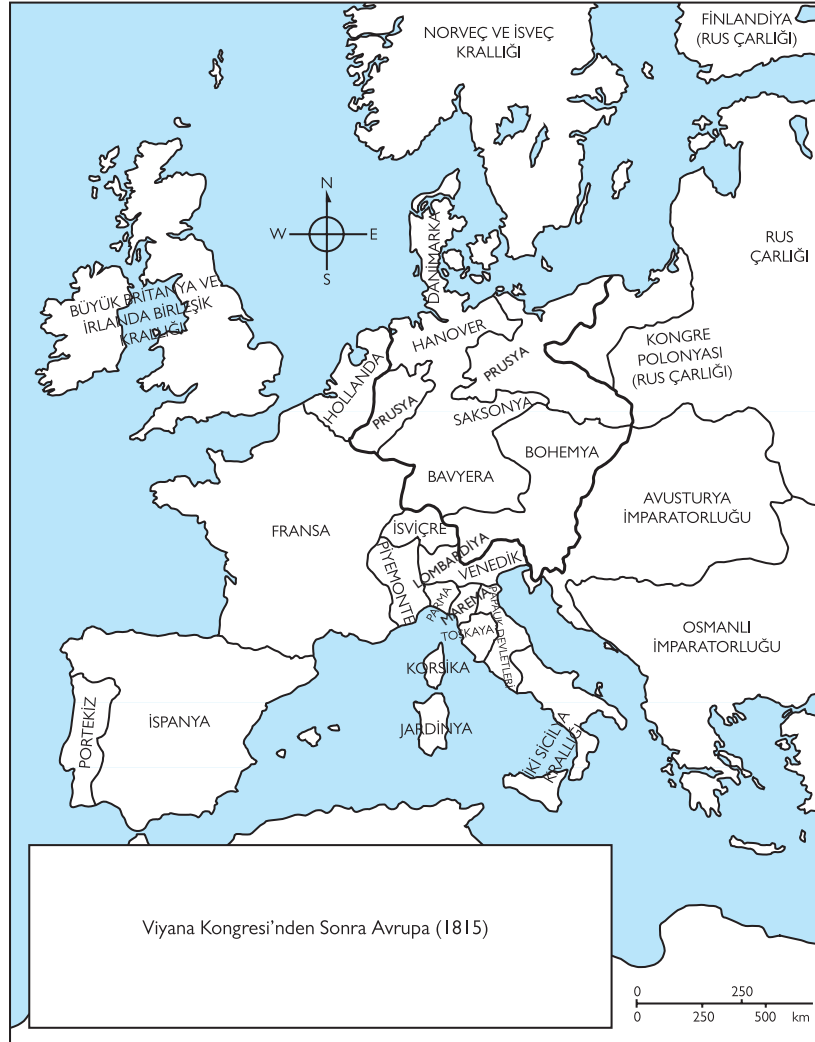 NORVEÇ VE İSVEÇ
KRALLIĞI
FİNLANDİYA
(RUS ÇARLIĞI)
N
W
E
S
DANİMARKA
RUS
ÇARLIĞI
BÜYÜK BRİTANYA VE
İRLANDA BİRLEŞİK
KRALLIĞI
HOLLANDA
HANOVER
PRUSYA
PRUSYA
KONGRE
POLONYASI
(RUS ÇARLIĞI)
SAKSONYA
BOHEMYA
BAVYERA
AVUSTURYA
İMPARATORLUĞU
FRANSA
İSVİÇRE
PİYEMONTE
LOMBARDİYA
VENEDİK
PARMA
MAREMA
TOSKAYA
PAPALIK DEVLETLERİ
OSMANLI
İMPARATORLUĞU
KORSİKA
JARDİNYA
İKİ SİCİLYA
KRALLIĞI
PORTEKİZ
İSPANYA
Viyana Kongresi’nden Sonra Avrupa (1815)
0 250
0 250 500 km